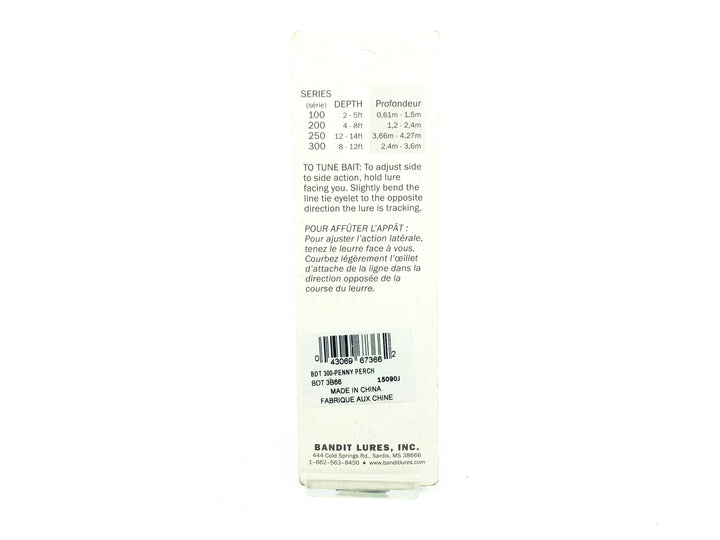 SERIES
(série) DEPTH Profondeur
100 2 - 5ft 0,61m - 1,5m
200 4 - 8ft 1,2 - 2,4m
250 12 - 14ft 3,66m - 4,27m
300 8 - 12ft 2,4m - 3,6m
TO TUNE BAIT: To adjust side
to side action, hold lure
facing you. Slightly bend the
line tie eyelet to the opposite
direction the lure is tracking.
POUR AFFÛTER L'APPÂT :
Pour ajuster l'action latérale,
tenez le leurre face à vous.
Courbez légèrement l'œillet
d'attache de la ligne dans la
direction opposée de la
course du leurre.
0 43069 67366 2
BDT 300-PENNY PERCH
BDT 3B66 15090J
MADE IN CHINA
FABRIQUE AUX CHINE
BANDIT LURES, INC.
444 Cold Springs Rd., Sardis, MS 38666
1-662-563-8450 • www.banditlures.com